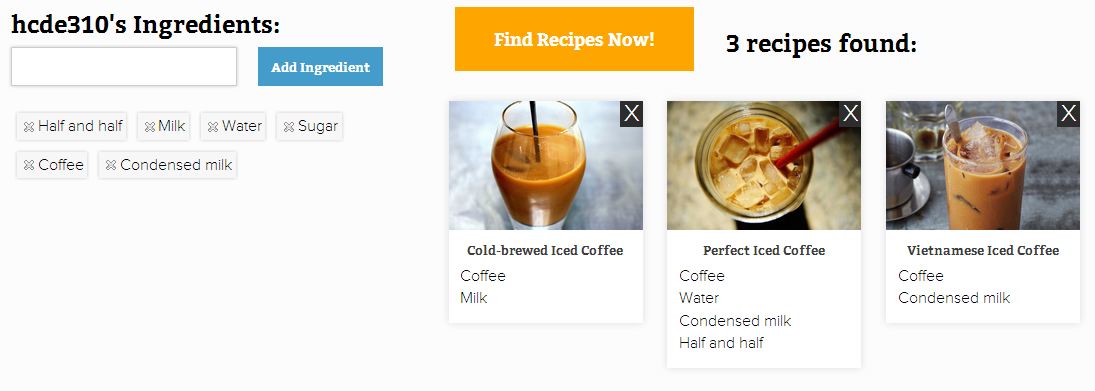 hcde310's Ingredients:
Add Ingredient
Half and half
Milk
Water
Sugar
Coffee
Condensed milk
Find Recipes Now!
3 recipes found:
X
Cold-brewed Iced Coffee
Coffee
Milk
X
Perfect Iced Coffee
Coffee
Water
Condensed milk
Half and half
X
Vietnamese Iced Coffee
Coffee
Condensed milk